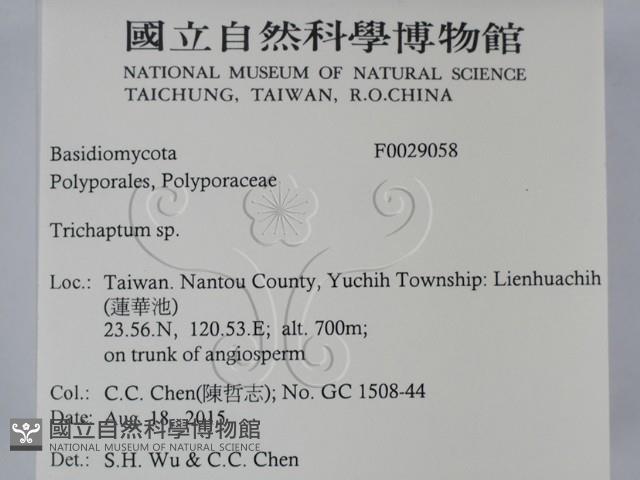 國立自然科學博物館
NATIONAL MUSEUM OF NATURAL SCIENCE
TAICHUNG, TAIWAN, R.O.CHINA
Basidiomycota F0029058
Polyporales, Polyporaceae
Trichaptum sp.
Loc.: Taiwan. Nantou County, Yuchih Township: Lienhuachih
(蓮華池)
23.56.N, 120.53.E; alt. 700m;
on trunk of angiosperm
Col.: C.C. Chen(陳哲志); No. GC 1508-44
Date: Aug. 18, 2015
國立自然科學博物館
NATIONAL MUSEUM OF NATURAL SCIENCE
Det.: S.H. Wu & C.C. Chen